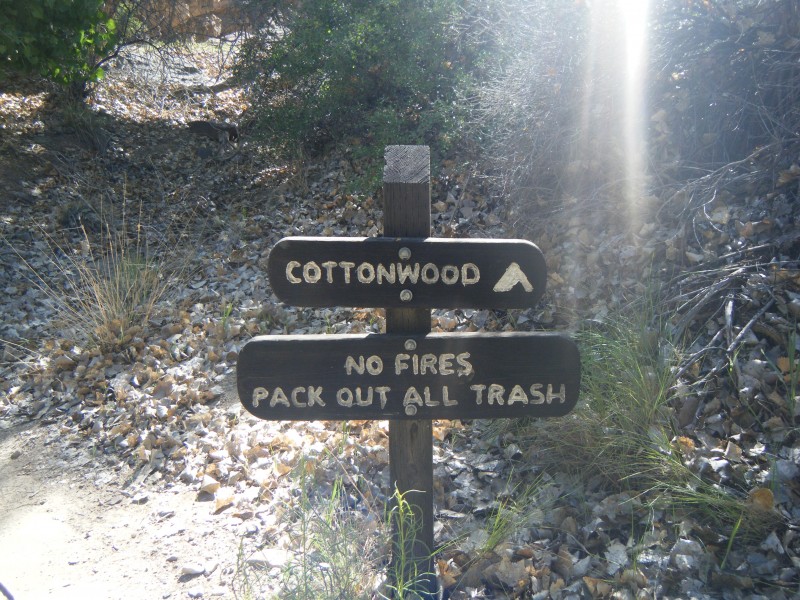 COTTONWOOD
NO FIRES
PACK OUT ALL TRASH